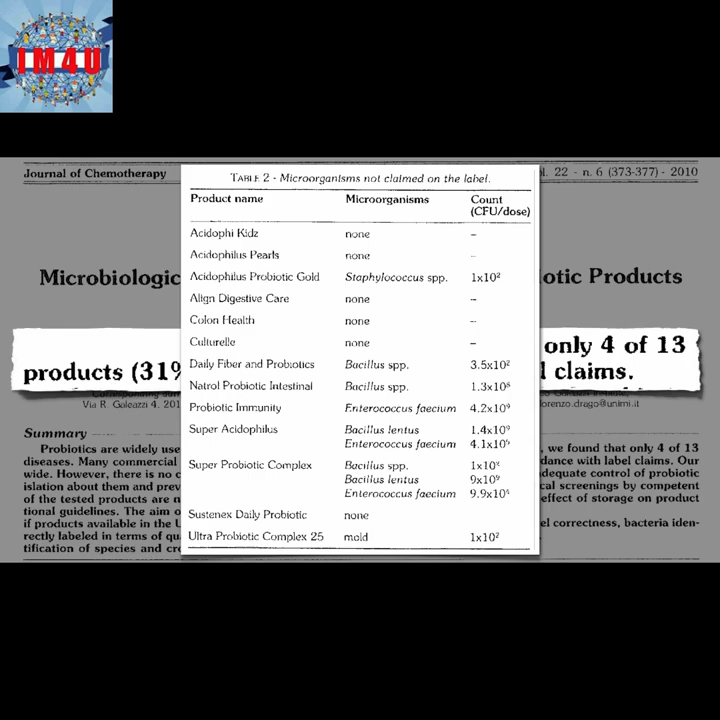 IM4U
Journal of Chemotherapy
Vol. 22 - n. 6 (373-377) - 2010
TABLE 2 - Microorganisms not claimed on the label.
Product name Microorganisms Count
(CFU/dose)
Acidophi Kidz none –
Acidophilus Pearls none –
Acidophilus Probiotic Gold Staphylococcus spp. 1x10²
Align Digestive Care none –
Colon Health none –
Culturelle none –
Daily Fiber and Probiotics Bacillus spp. 3.5x10²
Natrol Probiotic Intestinal Bacillus spp.
Probiotic Immunity Enterococcus faecium 4.2x10⁹
Super Acidophilus Bacillus lentus 1.4x10⁹
Enterococcus faecium
Super Probiotic Complex Bacillus spp.
Bacillus lentus 9x10⁹
Enterococcus faecium
Sustenex Daily Probiotic none
Ultra Probiotic Complex 25 mold 1x10²
Microbiologic
iotic Products
only 4 of 13
products (31%
claims.
Via R. Galeazzi 4, 201
lorenzo.drago@unimi.it
Summary
Probiotics are widely use
, we found that only 4 of 13
diseases. Many commercial
dance with label claims. Our
wide. However, there is no c
dequate control of probiotic
islation about them and prev
cal screenings by competent
of the tested products are n
effect of storage on product
tional guidelines. The aim o
if products available in the U
el correctness, bacteria iden-
rectly labeled in terms of qu
tification of species and cre